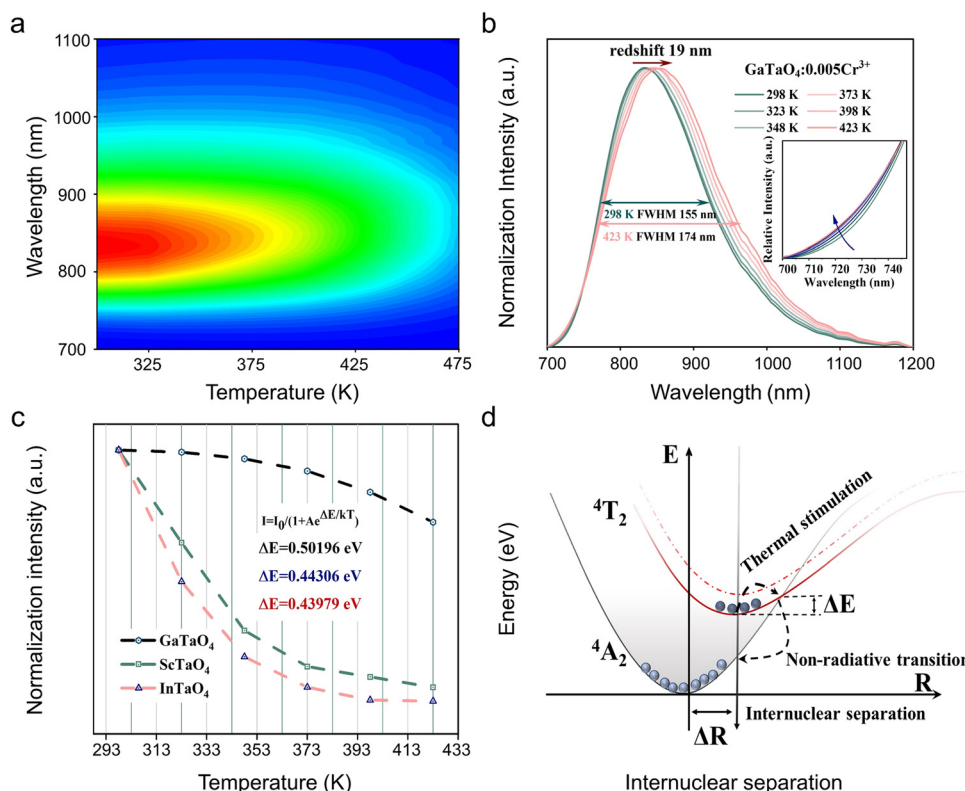 a
1100
1000
900
800
700
Wavelength (nm)
325
375
425
475
Temperature (K)
b
redshift 19 nm
GaTaO4:0.005Cr3+
298 K
373 K
323 K
398 K
348 K
423 K
298 K FWHM 155 nm
423 K FWHM 174 nm
Relative Intensity (a.u.)
700 710 720 730 740
Wavelength (nm)
Normalization Intensity (a.u.)
700 800 900 1000 1100 1200
Wavelength (nm)
c
Normalization intensity (a.u.)
I=I0/(1+AeΔE/kT)
ΔE=0.50196 eV
ΔE=0.44306 eV
ΔE=0.43979 eV
GaTaO4
ScTaO4
InTaO4
293 313 333 353 373 393 413 433
Temperature (K)
d
E
4T2
Thermal stimulation
ΔE
4A2
Non-radiative transition
R
Internuclear separation
ΔR
Energy (eV)
Internuclear separation